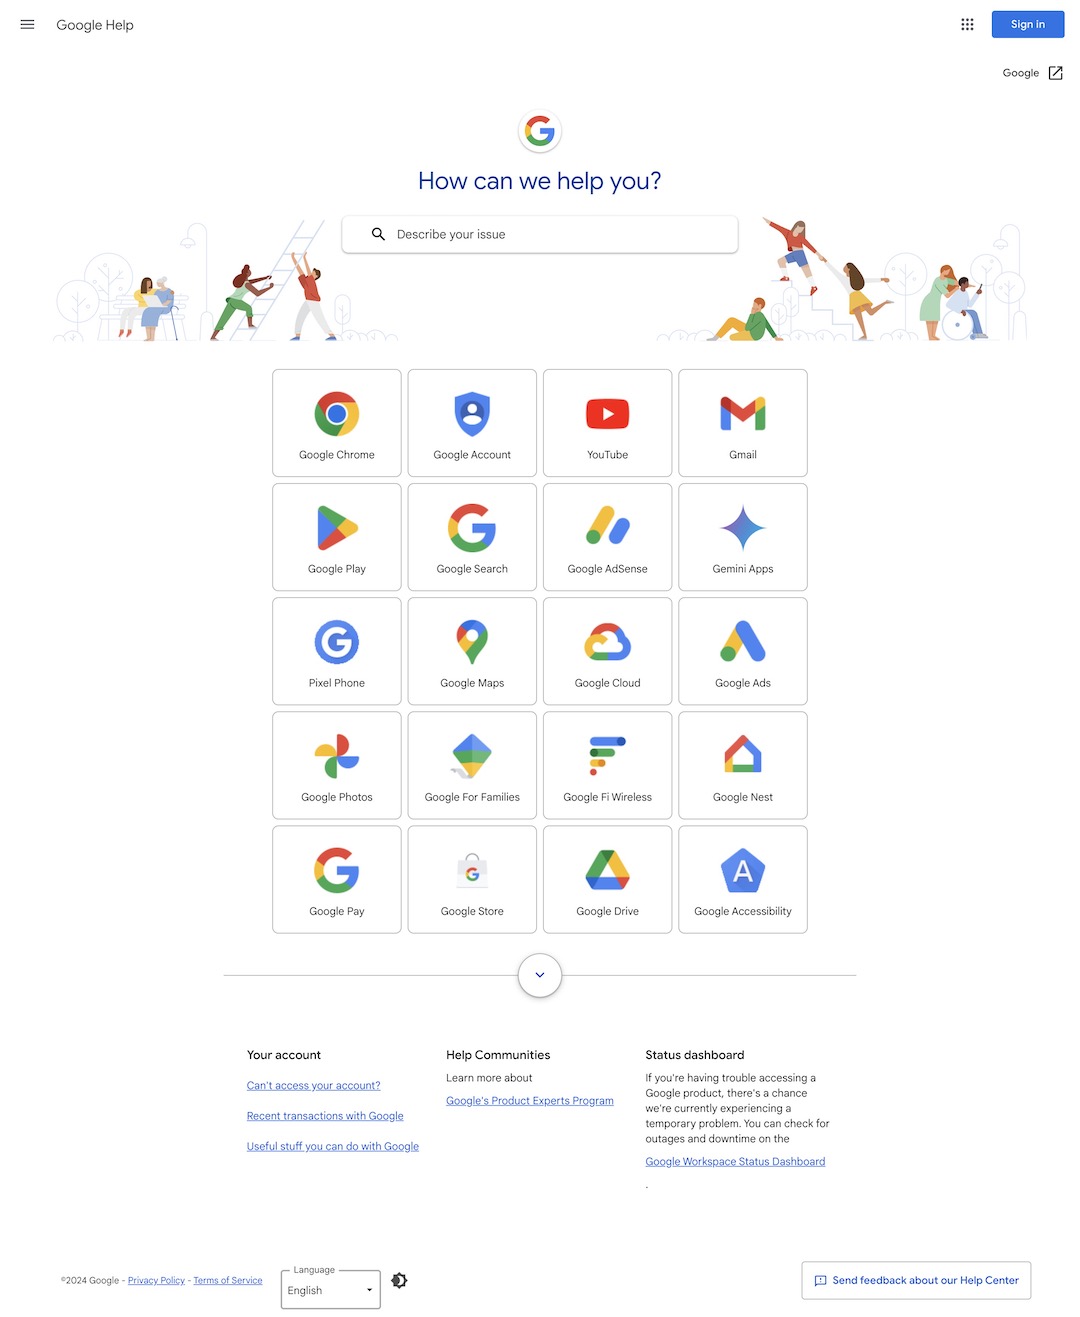 Google Help
Sign in
Google
How can we help you?
Describe your issue
Google Chrome
Google Account
YouTube
Gmail
Google Play
Google Search
Google AdSense
Gemini Apps
Pixel Phone
Google Maps
Google Cloud
Google Ads
Google Photos
Google For Families
Google Fi Wireless
Google Nest
Google Pay
Google Store
Google Drive
Google Accessibility
Your account
Can't access your account?
Recent transactions with Google
Useful stuff you can do with Google
Help Communities
Learn more about
Google's Product Experts Program
Status dashboard
If you're having trouble accessing a
Google product, there's a chance
we're currently experiencing a
temporary problem. You can check for
outages and downtime on the
Google Workspace Status Dashboard
.
©2024 Google - Privacy Policy - Terms of Service
Language
English
Send feedback about our Help Center